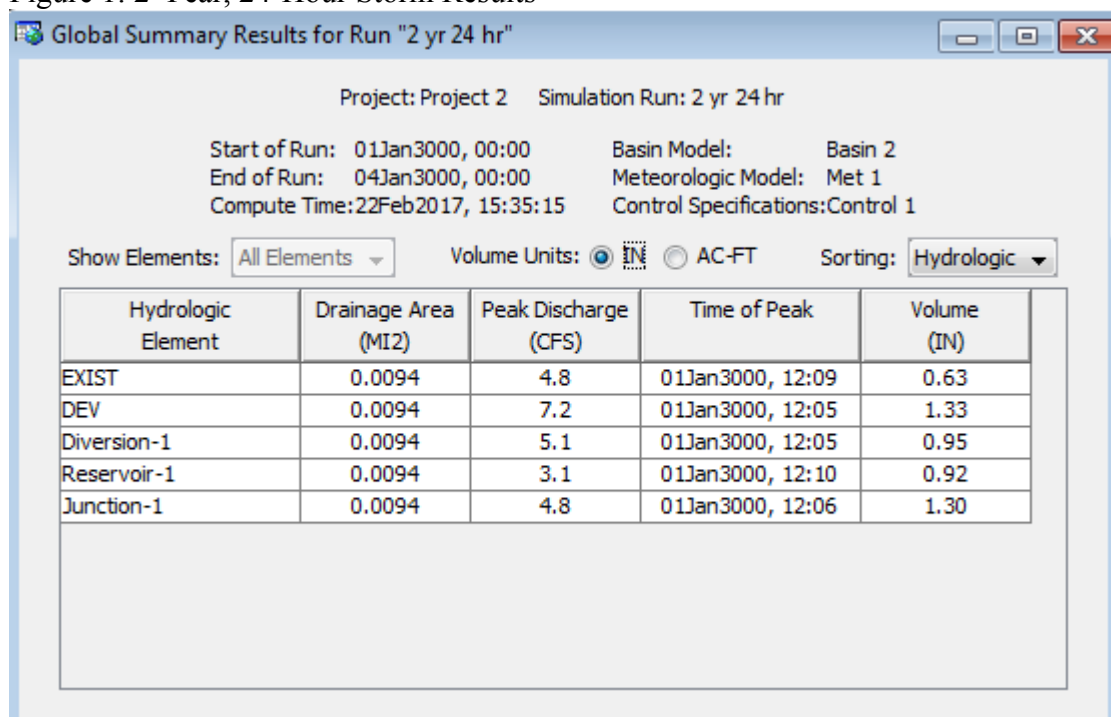 Figure 1: 2-Year, 24-Hour Storm Results
Global Summary Results for Run "2 yr 24 hr"
Project: Project 2 Simulation Run: 2 yr 24 hr
Start of Run: 01Jan3000, 00:00 Basin Model: Basin 2
End of Run: 04Jan3000, 00:00 Meteorologic Model: Met 1
Compute Time:22Feb2017, 15:35:15 Control Specifications:Control 1
Show Elements: All Elements Volume Units: IN AC-FT Sorting: Hydrologic
Hydrologic Drainage Area Peak Discharge Time of Peak Volume
Element (MI2) (CFS) (IN)
EXIST 0.0094 4.8 01Jan3000, 12:09 0.63
DEV 0.0094 7.2 01Jan3000, 12:05 1.33
Diversion-1 0.0094 5.1 01Jan3000, 12:05 0.95
Reservoir-1 0.0094 3.1 01Jan3000, 12:10 0.92
Junction-1 0.0094 4.8 01Jan3000, 12:06 1.30